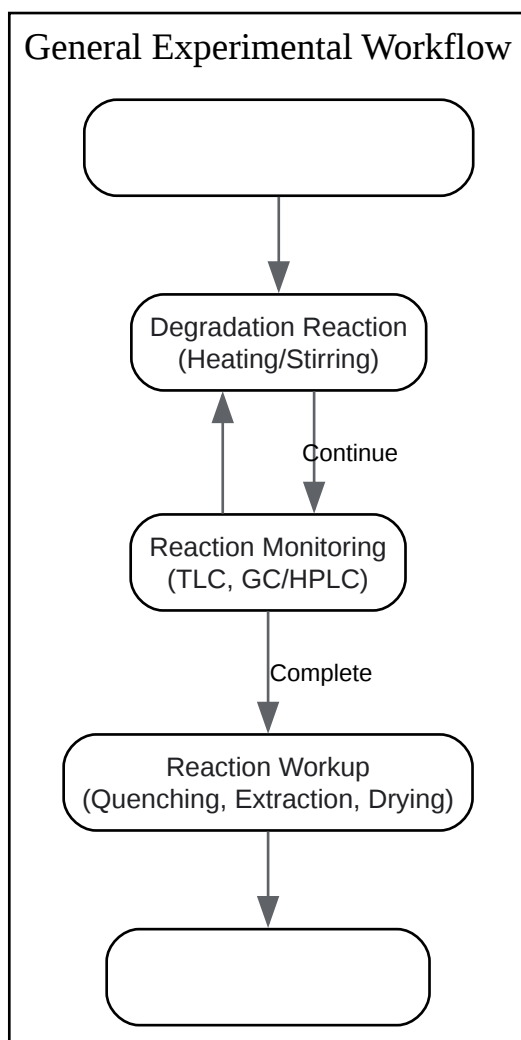 General Experimental Workflow
Degradation Reaction
(Heating/Stirring)
Continue
Reaction Monitoring
(TLC, GC/HPLC)
Complete
Reaction Workup
(Quenching, Extraction, Drying)